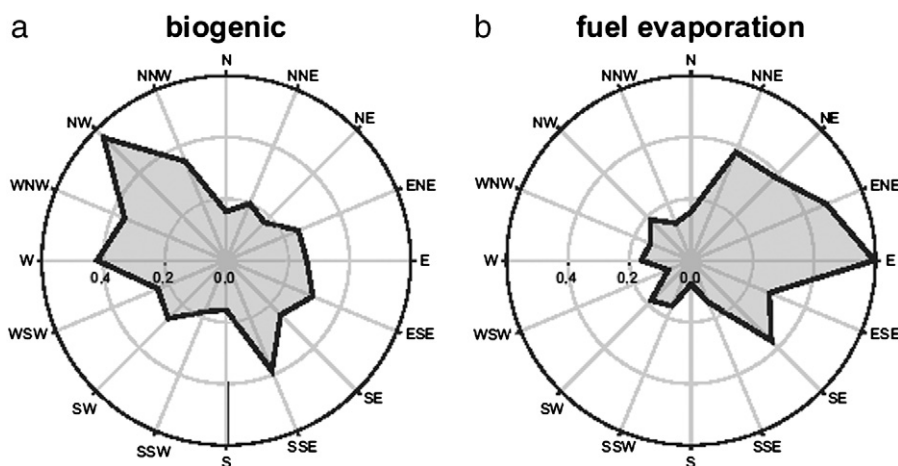 a biogenic
N
NNE
NE
ENE
E
ESE
SE
SSE
S
SSW
SW
WSW
W
WNW
NW
NNW
0.4 0.2 0.0
b fuel evaporation
N
NNE
NE
ENE
E
ESE
SE
SSE
S
SSW
SW
WSW
W
WNW
NW
NNW
0.4 0.2 0.0